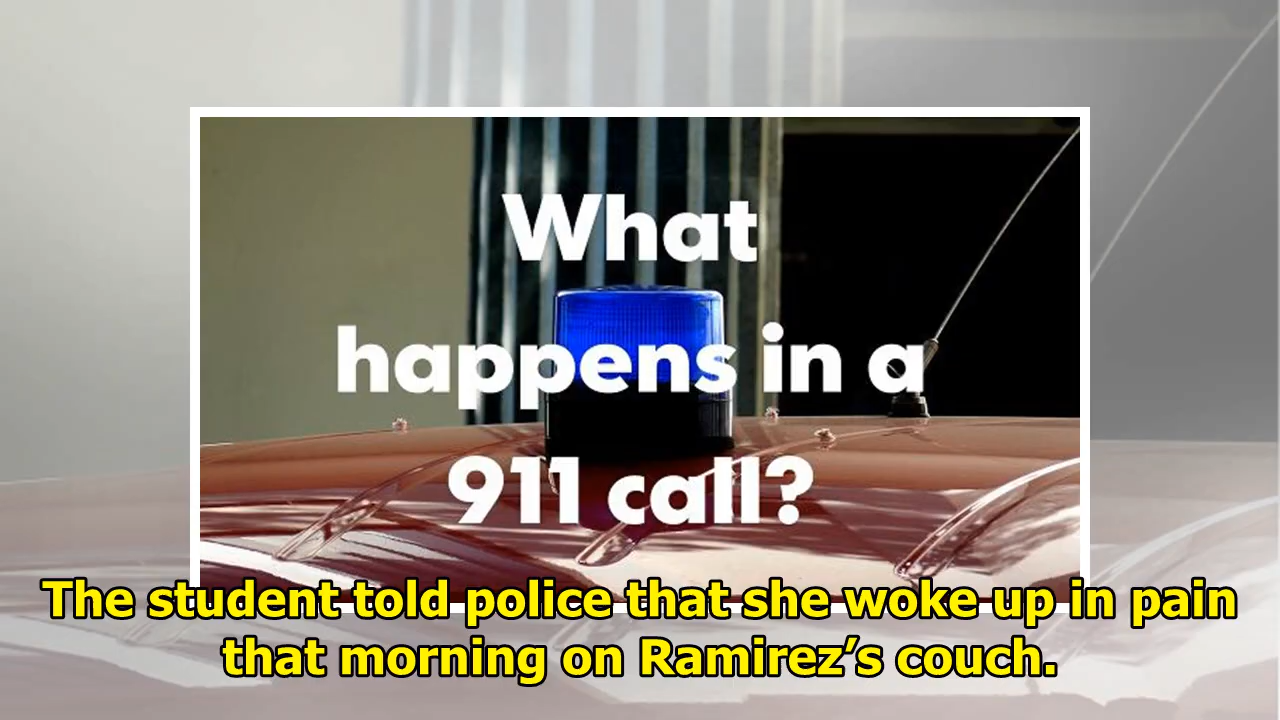 What
happens in a
911 call?
The student told police that she woke up in pain
that morning on Ramirez’s couch.